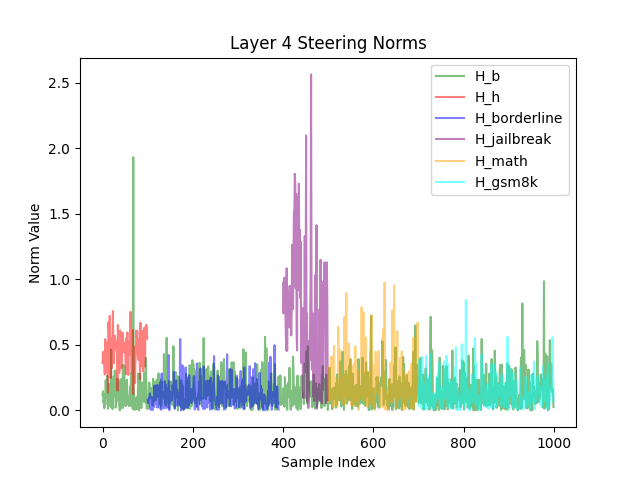 Layer 4 Steering Norms
Norm Value
2.5
2.0
1.5
1.0
0.5
0.0
H_b
H_h
H_borderline
H_jailbreak
H_math
H_gsm8k
0
200
400
600
800
1000
Sample Index